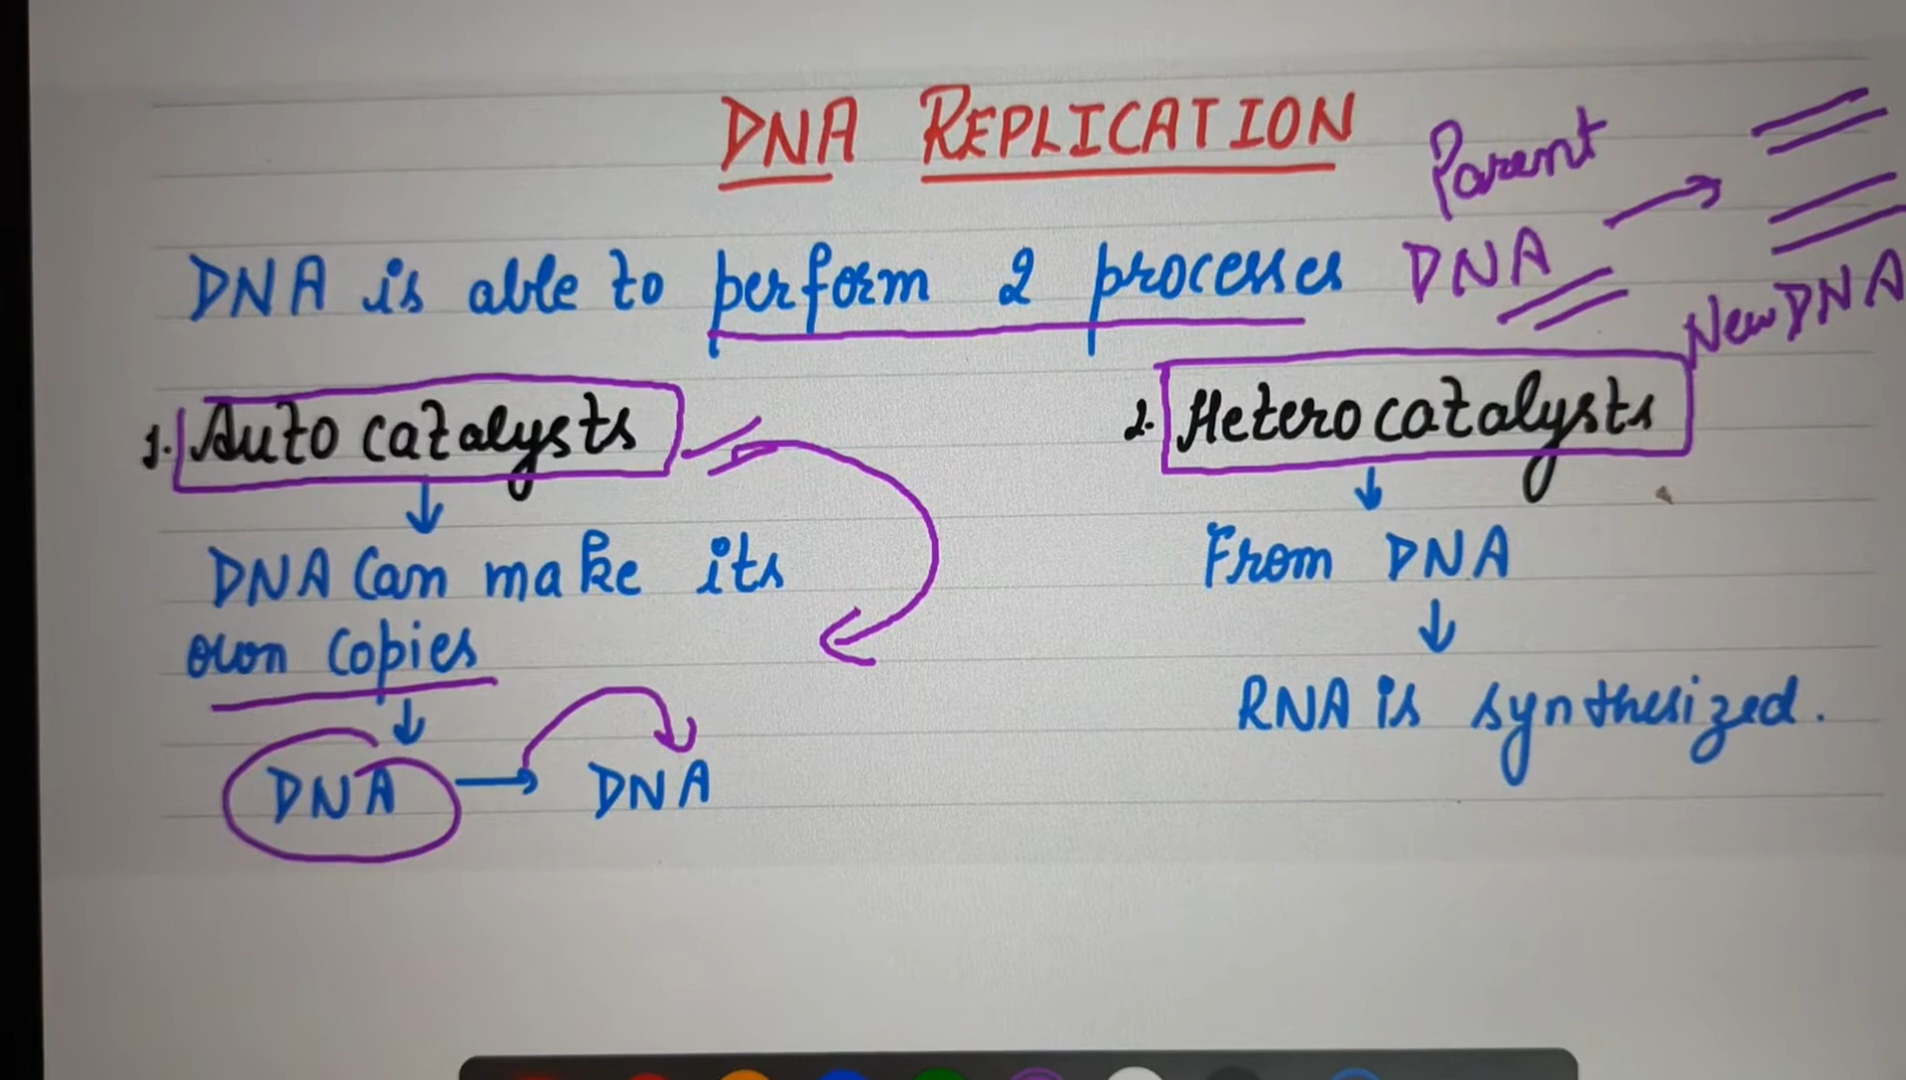 DNA REPLICATION
Parent
DNA is able to perform 2 processes
DNA
New DNA
1. Auto catalysts
2. Hetero catalysts
DNA Can make its
own copies
DNA → DNA
From DNA
↓
RNA is synthesized.